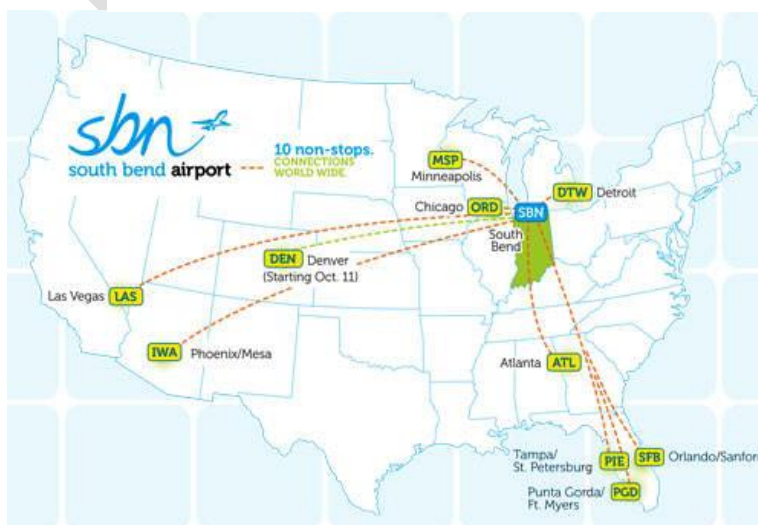 sbn
south bend airport
10 non-stops.
CONNECTIONS
WORLD WIDE.
MSP
Minneapolis
DTW Detroit
Chicago ORD
SBN
South
Bend
DEN Denver
(Starting Oct. 11)
Las Vegas LAS
IWA Phoenix/Mesa
Atlanta ATL
Tampa/
St. Petersburg
PIE
SFB Orlando/Sanfor
Punta Gorda/
Ft. Myers
PGD